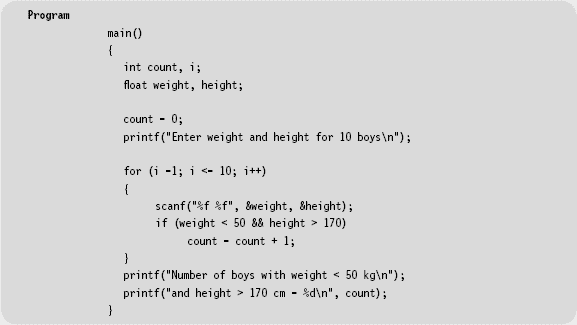 Program
main()
{
int count, i;
float weight, height;
count = 0;
printf("Enter weight and height for 10 boys\n");
for (i =1; i <= 10; i++)
{
scanf("%f %f", &weight, &height);
if (weight < 50 && height > 170)
count = count + 1;
}
printf("Number of boys with weight < 50 kg\n");
printf("and height > 170 cm = %d\n", count);
}